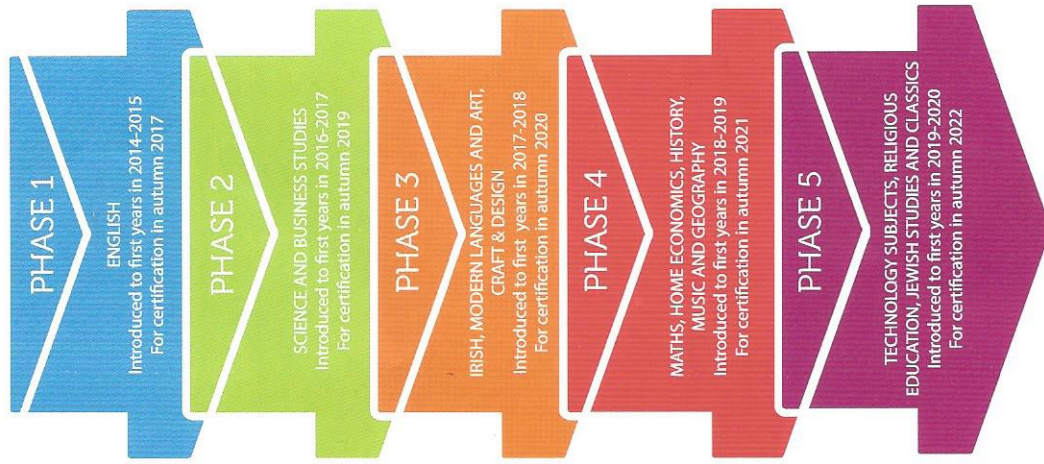 PHASE 1
ENGLISH
Introduced to first years in 2014-2015
For certification in autumn 2017
PHASE 2
SCIENCE AND BUSINESS STUDIES
Introduced to first years in 2016-2017
For certification in autumn 2019
PHASE 3
IRISH, MODERN LANGUAGES AND ART,
CRAFT & DESIGN
Introduced to first years in 2017-2018
For certification in autumn 2020
PHASE 4
MATHS, HOME ECONOMICS, HISTORY,
MUSIC AND GEOGRAPHY
Introduced to first years in 2018-2019
For certification in autumn 2021
PHASE 5
TECHNOLOGY SUBJECTS, RELIGIOUS
EDUCATION, JEWISH STUDIES AND CLASSICS
Introduced to first years in 2019-2020
For certification in autumn 2022